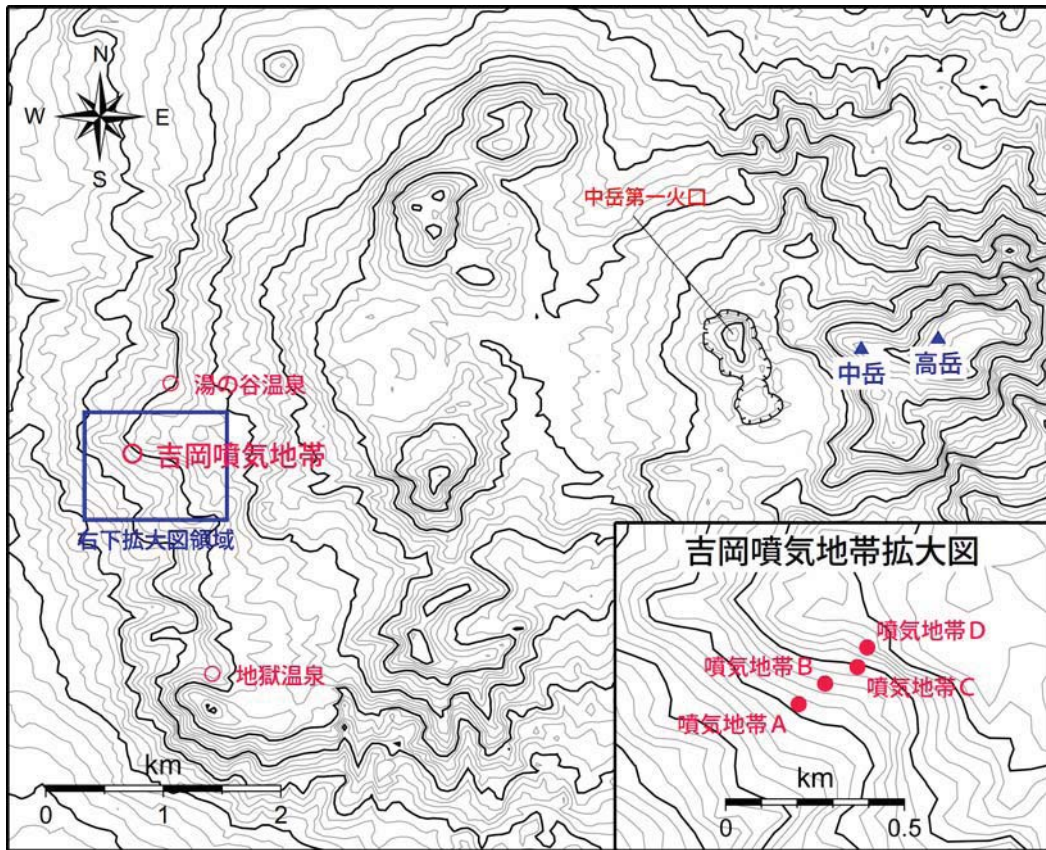 N
W
E
S
中岳第一火口
中岳
高岳
湯の谷温泉
吉岡噴気地帯
右下拡大図領域
地獄温泉
km
0
1
2
吉岡噴気地帯拡大図
噴気地帯D
噴気地帯B
噴気地帯C
噴気地帯A
km
0
0.5